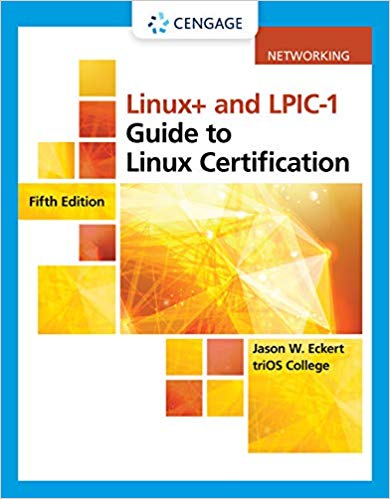 CENGAGE
NETWORKING
Linux+ and LPIC-1
Guide to
Linux Certification
Fifth Edition
Jason W. Eckert
triOS College